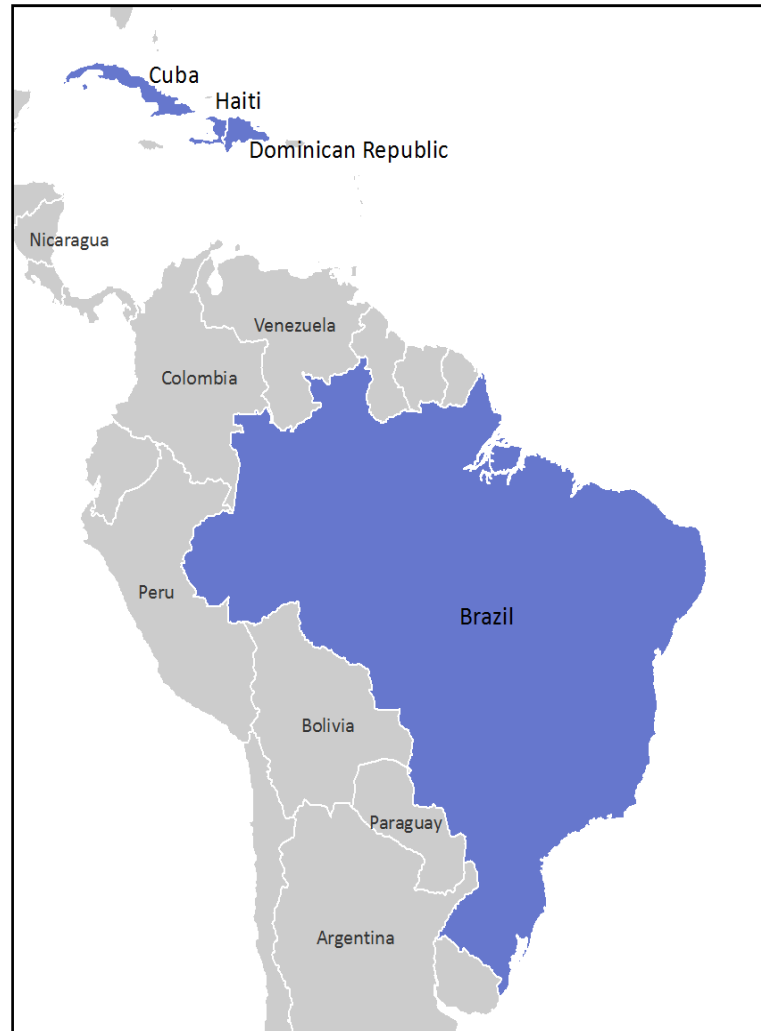 Cuba
Haiti
Dominican Republic
Nicaragua
Venezuela
Colombia
Peru
Brazil
Bolivia
Paraguay
Argentina